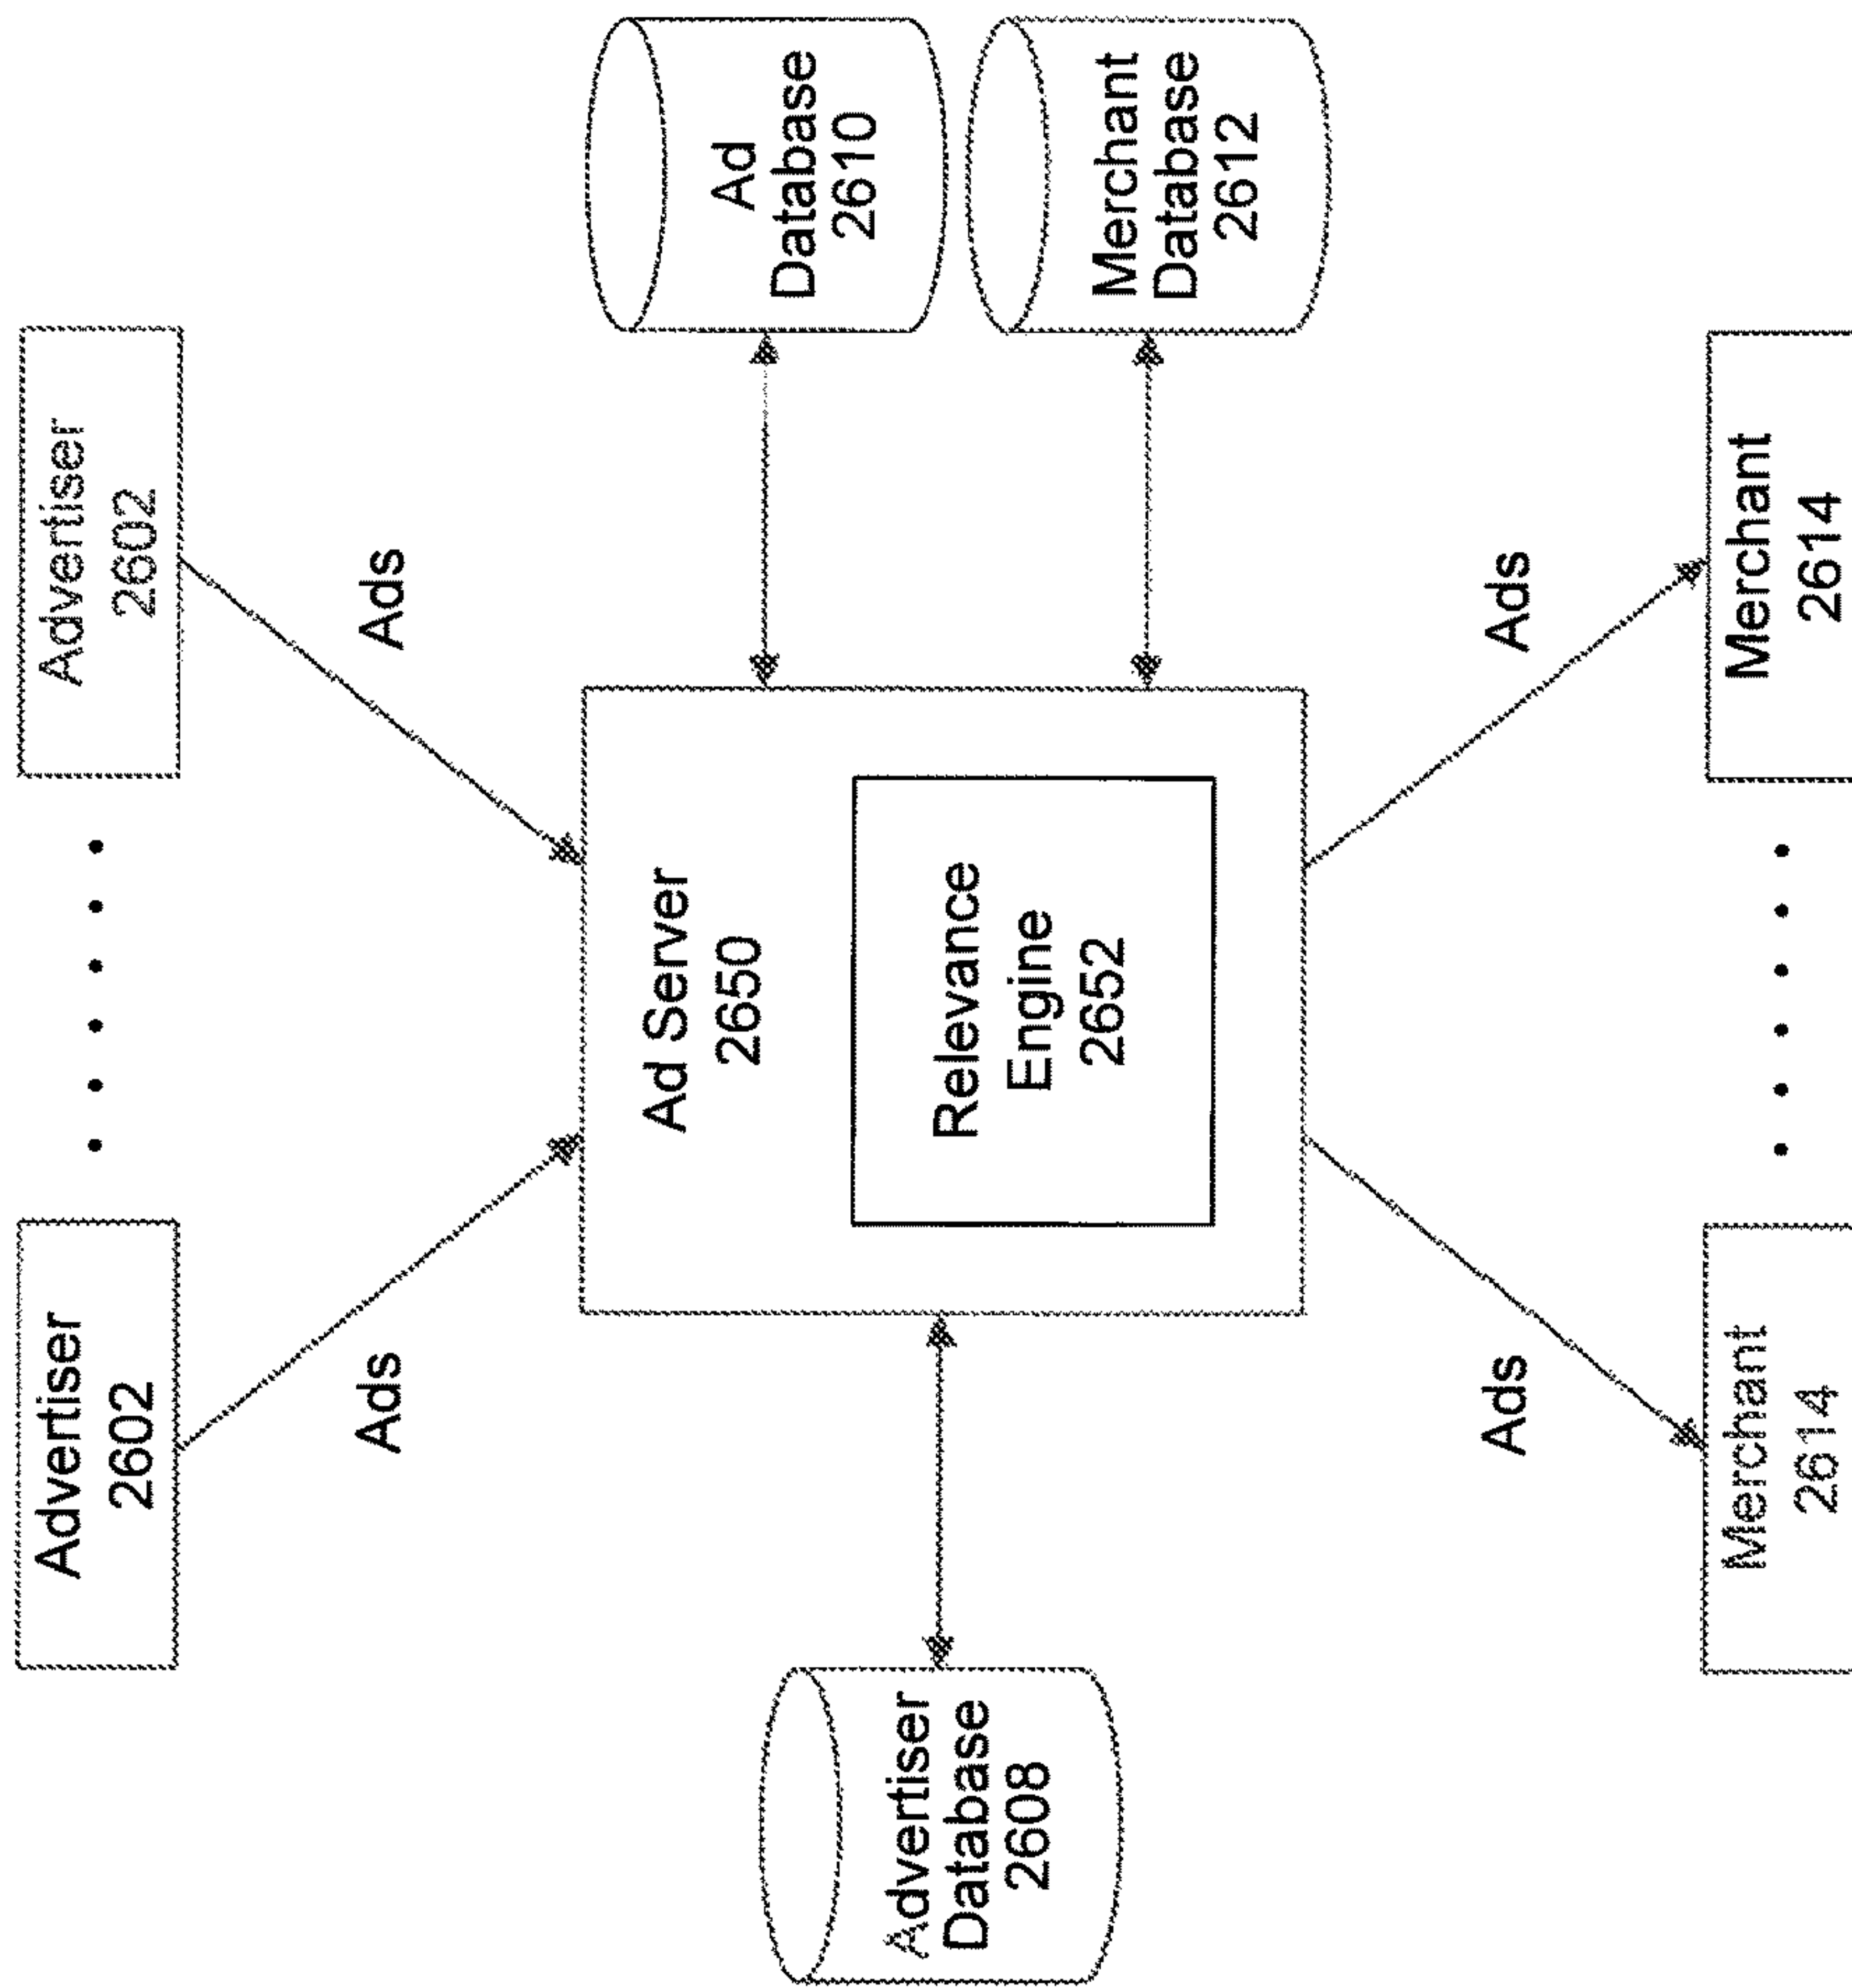 Advertiser
2602
Advertiser
2602
Ads
Ads
Advertiser
Database
2608
Ad Server
2650
Relevance
Engine
2652
Ad
Database
2610
Merchant
Database
2612
Ads
Ads
Merchant
2614
Merchant
2614